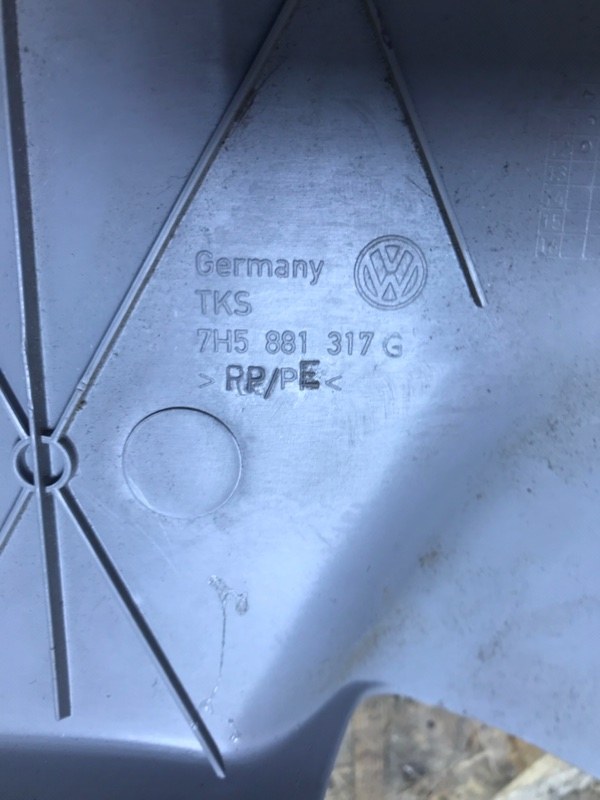 Germany
TKS
7H5 881 317 G
> PP/PE <